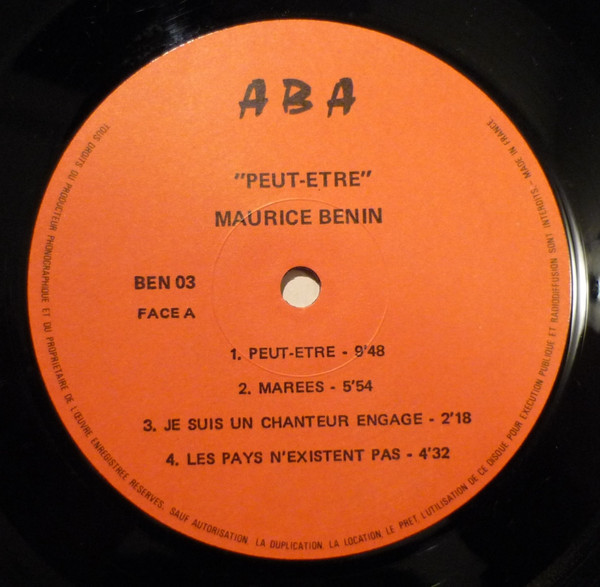 ABA
"PEUT-ETRE"
MAURICE BENIN
BEN 03
FACE A
1. PEUT-ETRE - 9'48
2. MAREES - 5'54
3. JE SUIS UN CHANTEUR ENGAGE - 2'18
4. LES PAYS N'EXISTENT PAS - 4'32
TOUS DROITS DU PRODUCTEUR PHONOGRAPHIQUE ET DU PROPRIETAIRE DE L'ŒUVRE ENREGISTREE RESERVES. SAUF AUTORISATION LA DUPLICATION, LA LOCATION, LE PRET, L'UTILISATION DE CE DISQUE POUR EXECUTION PUBLIQUE ET RADIODIFFUSION SONT INTERDITS - MADE IN FRANCE.